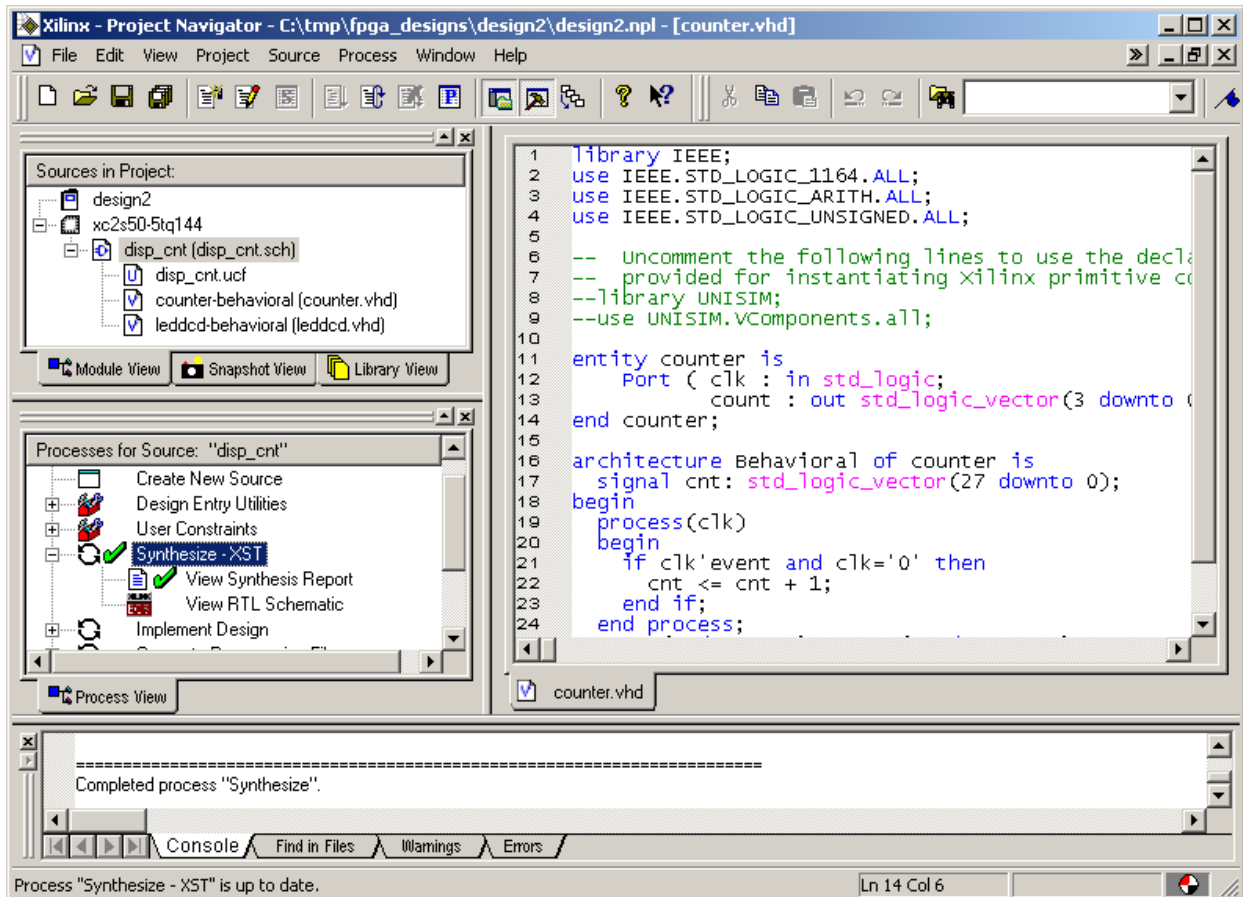 Xilinx - Project Navigator - C:\tmp\fpga_designs\design2\design2.npl - [counter.vhd]
File Edit View Project Source Process Window Help
Sources in Project:
design2
xc2s50-5tq144
disp_cnt (disp_cnt.sch)
disp_cnt.ucf
counter-behavioral (counter.vhd)
leddcd-behavioral (leddcd.vhd)
Module View Snapshot View Library View
Processes for Source: "disp_cnt"
Create New Source
Design Entry Utilities
User Constraints
Synthesize - XST
View Synthesis Report
View RTL Schematic
Implement Design
Process View
1 library IEEE;
2 use IEEE.STD_LOGIC_1164.ALL;
3 use IEEE.STD_LOGIC_ARITH.ALL;
4 use IEEE.STD_LOGIC_UNSIGNED.ALL;
5
6 -- Uncomment the following lines to use the decla
7 -- provided for instantiating Xilinx primitive co
8 --library UNISIM;
9 --use UNISIM.VComponents.all;
10
11 entity counter is
12 Port ( clk : in std_logic;
13 count : out std_logic_vector(3 downto 0
14 end counter;
15
16 architecture Behavioral of counter is
17 signal cnt: std_logic_vector(27 downto 0);
18 begin
19 process(clk)
20 begin
21 if clk'event and clk='0' then
22 cnt <= cnt + 1;
23 end if;
24 end process;
counter.vhd
=========================================================================
Completed process "Synthesize".
Console Find in Files Warnings Errors
Process "Synthesize - XST" is up to date.
Ln 14 Col 6